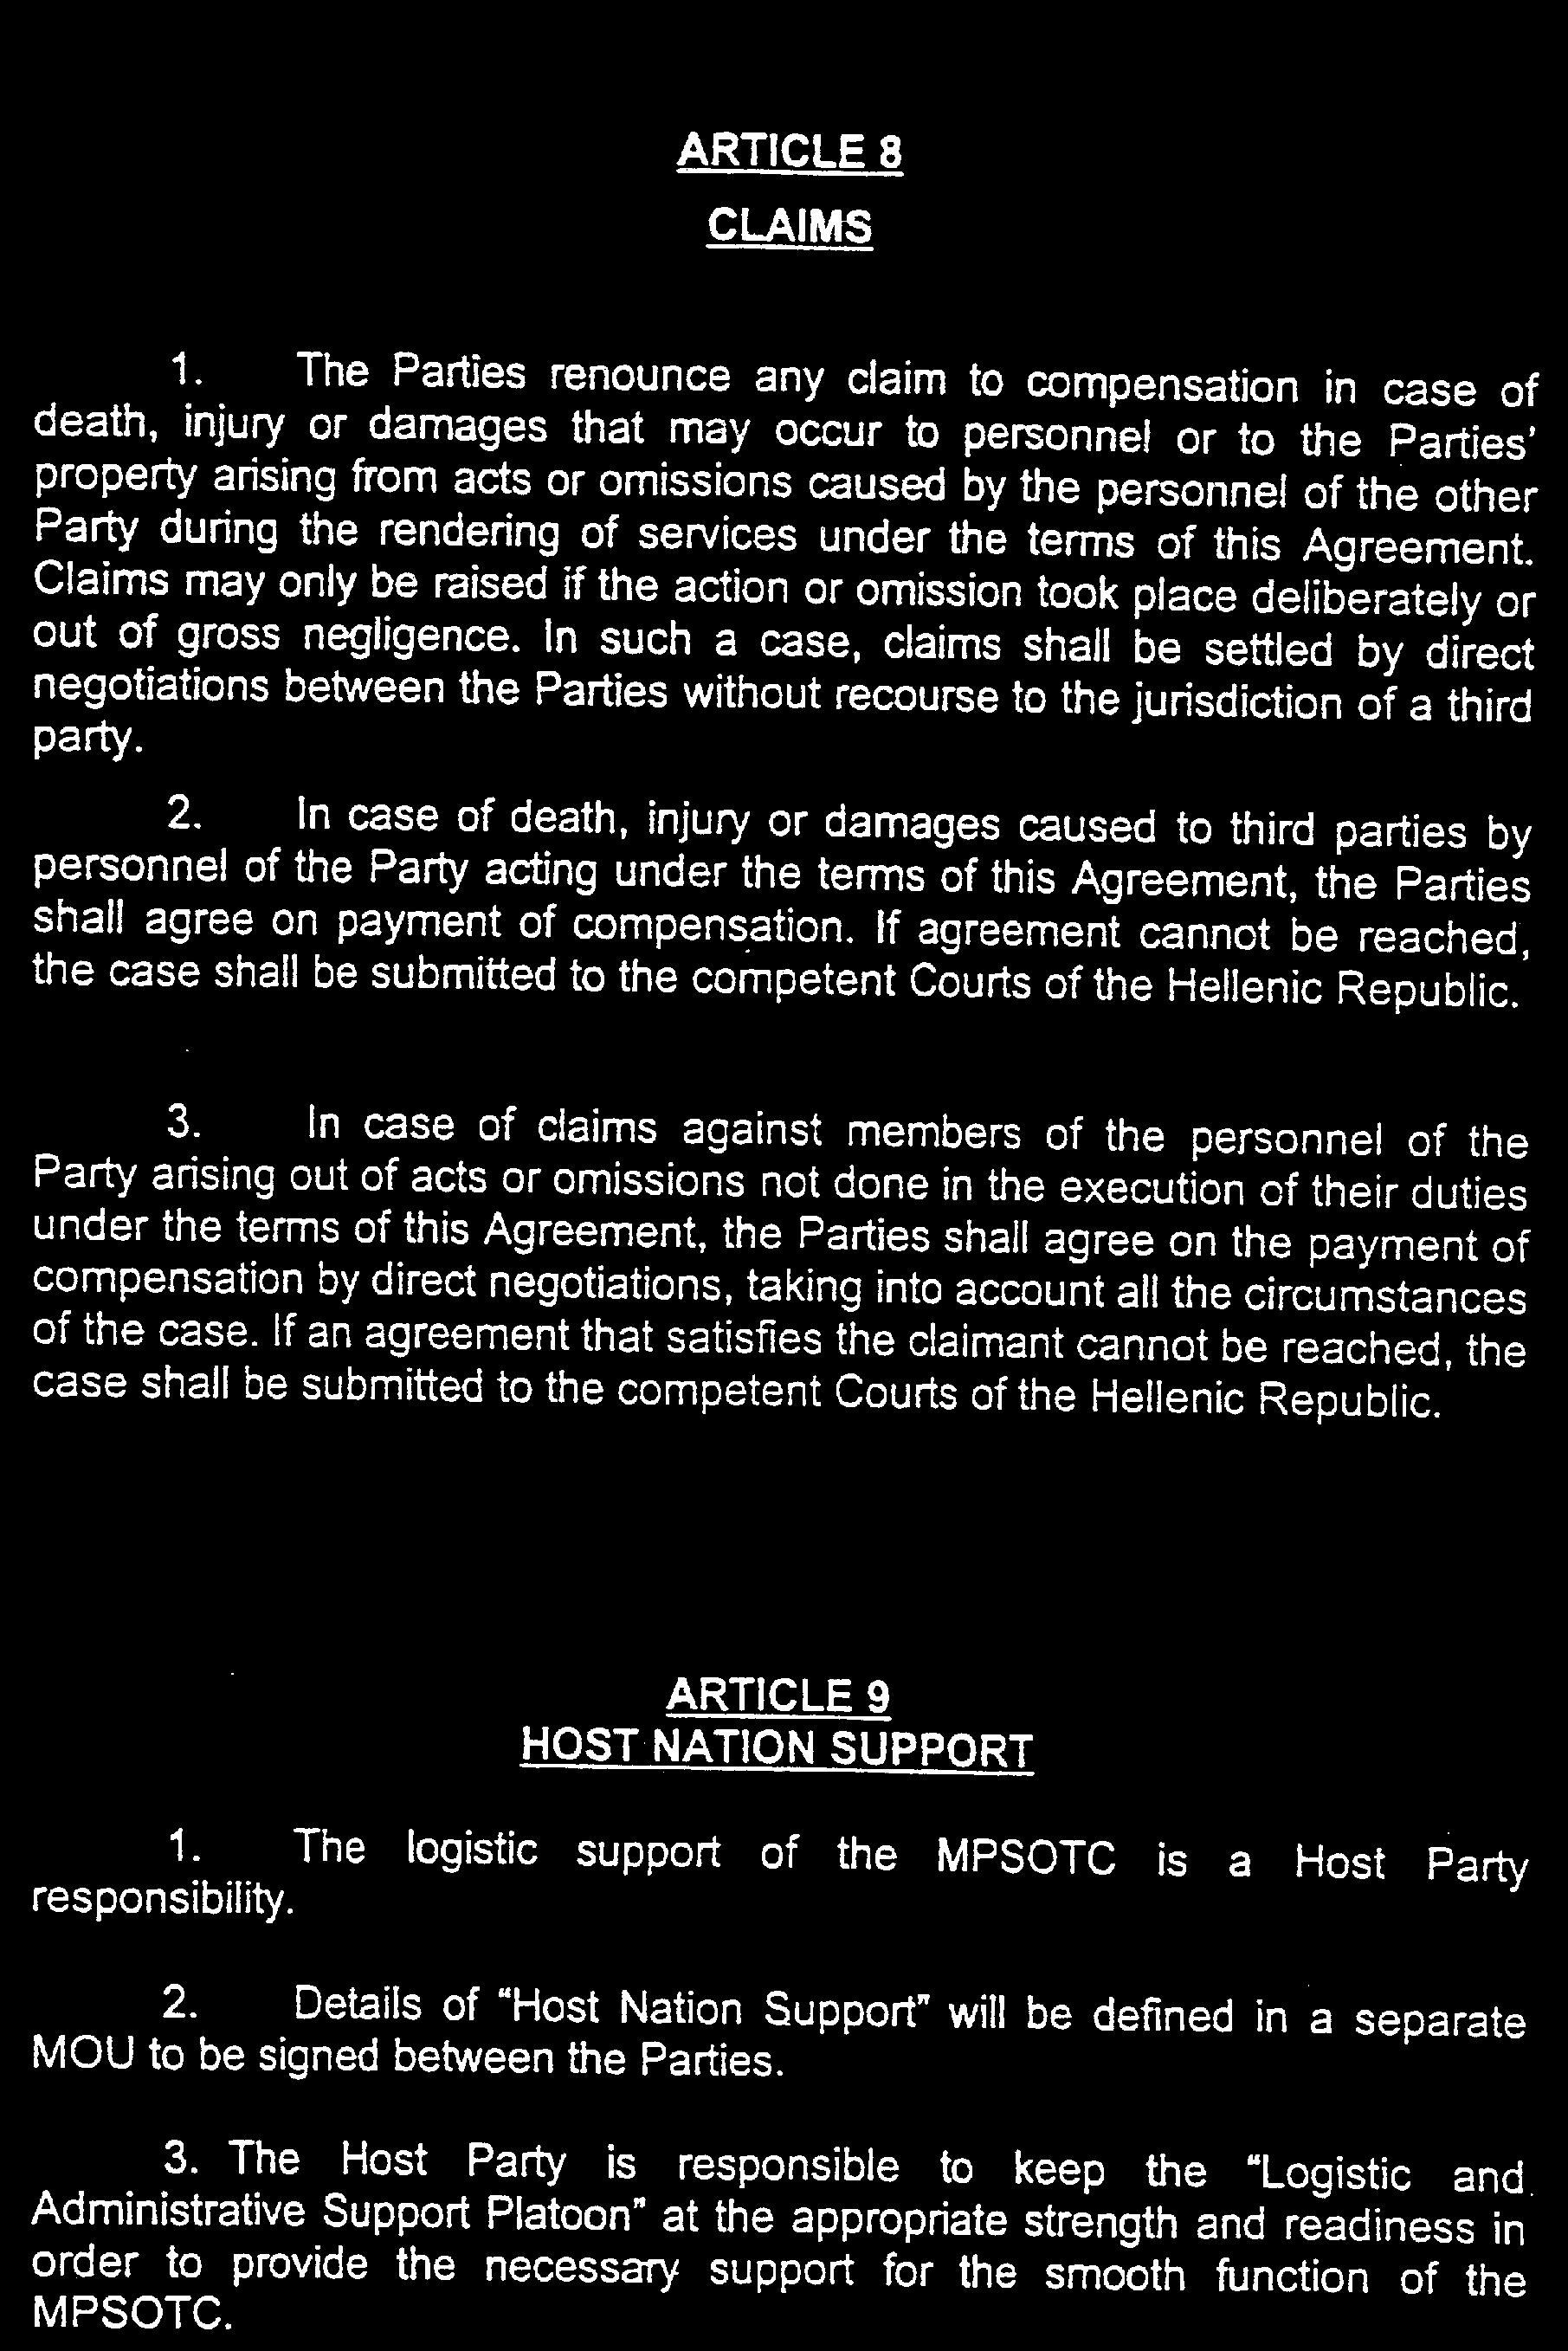 ARTICLE 8
CLAIMS
1. The Parties renounce any claim to compensation in case of
death, injury or damages that may occur to personnel or to the Parties'
property arising from acts or omissions caused by the personnel of the other
Party during the rendering of services under the terms of this Agreement.
Claims may only be raised if the action or omission took place deliberately or
out of gross negligence. In such a case, claims shall be settled by direct
negotiations between the Parties without recourse to the jurisdiction of a third
party.
2. In case of death, injury or damages caused to third parties by
personnel of the Party acting under the terms of this Agreement, the Parties
shall agree on payment of compensation. If agreement cannot be reached,
the case shall be submitted to the competent Courts of the Hellenic Republic.
3. In case of claims against members of the personnel of the
Party arising out of acts or omissions not done in the execution of their duties
under the terms of this Agreement, the Parties shall agree on the payment of
compensation by direct negotiations, taking into account all the circumstances
of the case. If an agreement that satisfies the claimant cannot be reached, the
case shall be submitted to the competent Courts of the Hellenic Republic.
ARTICLE 9
HOST NATION SUPPORT
1. The logistic support of the MPSOTC is a Host Party
responsibility.
2. Details of "Host Nation Support" will be defined in a separate
MOU to be signed between the Parties.
3. The Host Party is responsible to keep the "Logistic and
Administrative Support Platoon" at the appropriate strength and readiness in
order to provide the necessary support for the smooth function of the
MPSOTC.